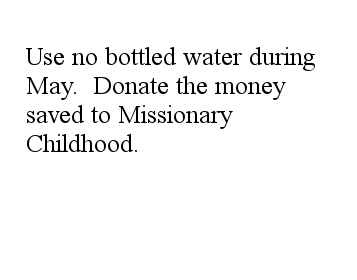 Use no bottled water during
May.  Donate the money
saved to Missionary
Childhood.